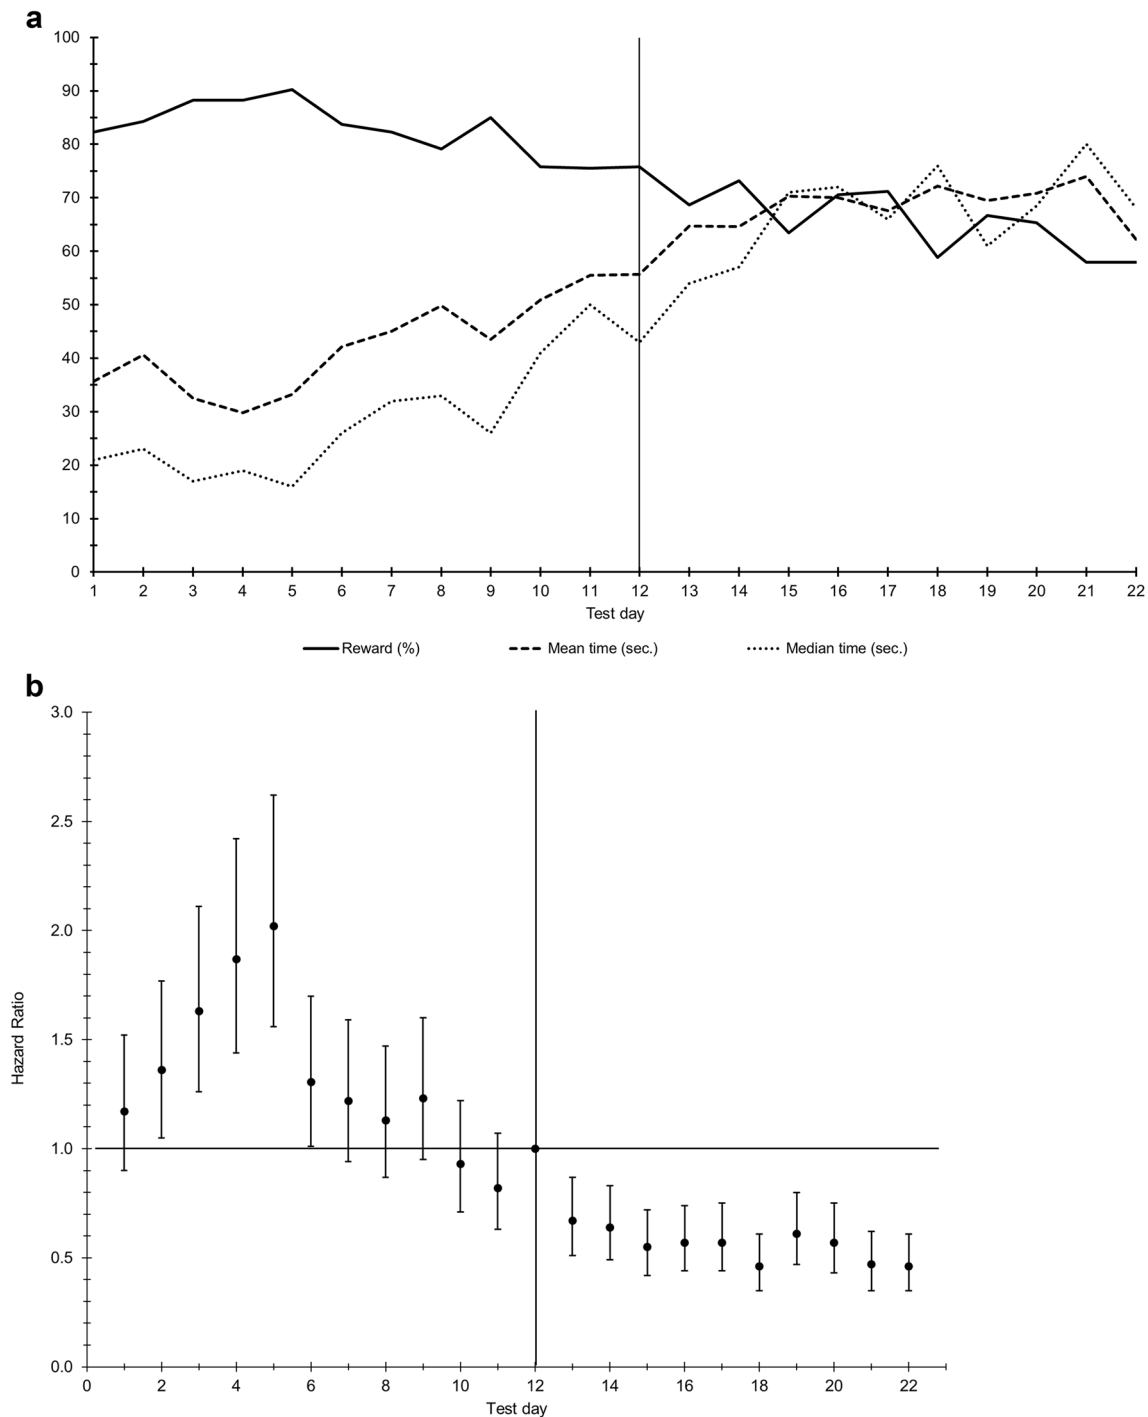 a
100
90
80
70
60
50
40
30
20
10
0
1 2 3 4 5 6 7 8 9 10 11 12 13 14 15 16 17 18 19 20 21 22
Test day
Reward (%) Mean time (sec.) Median time (sec.)
b
3.0
2.5
2.0
1.5
1.0
0.5
0.0
Hazard Ratio
0 2 4 6 8 10 12 14 16 18 20 22
Test day